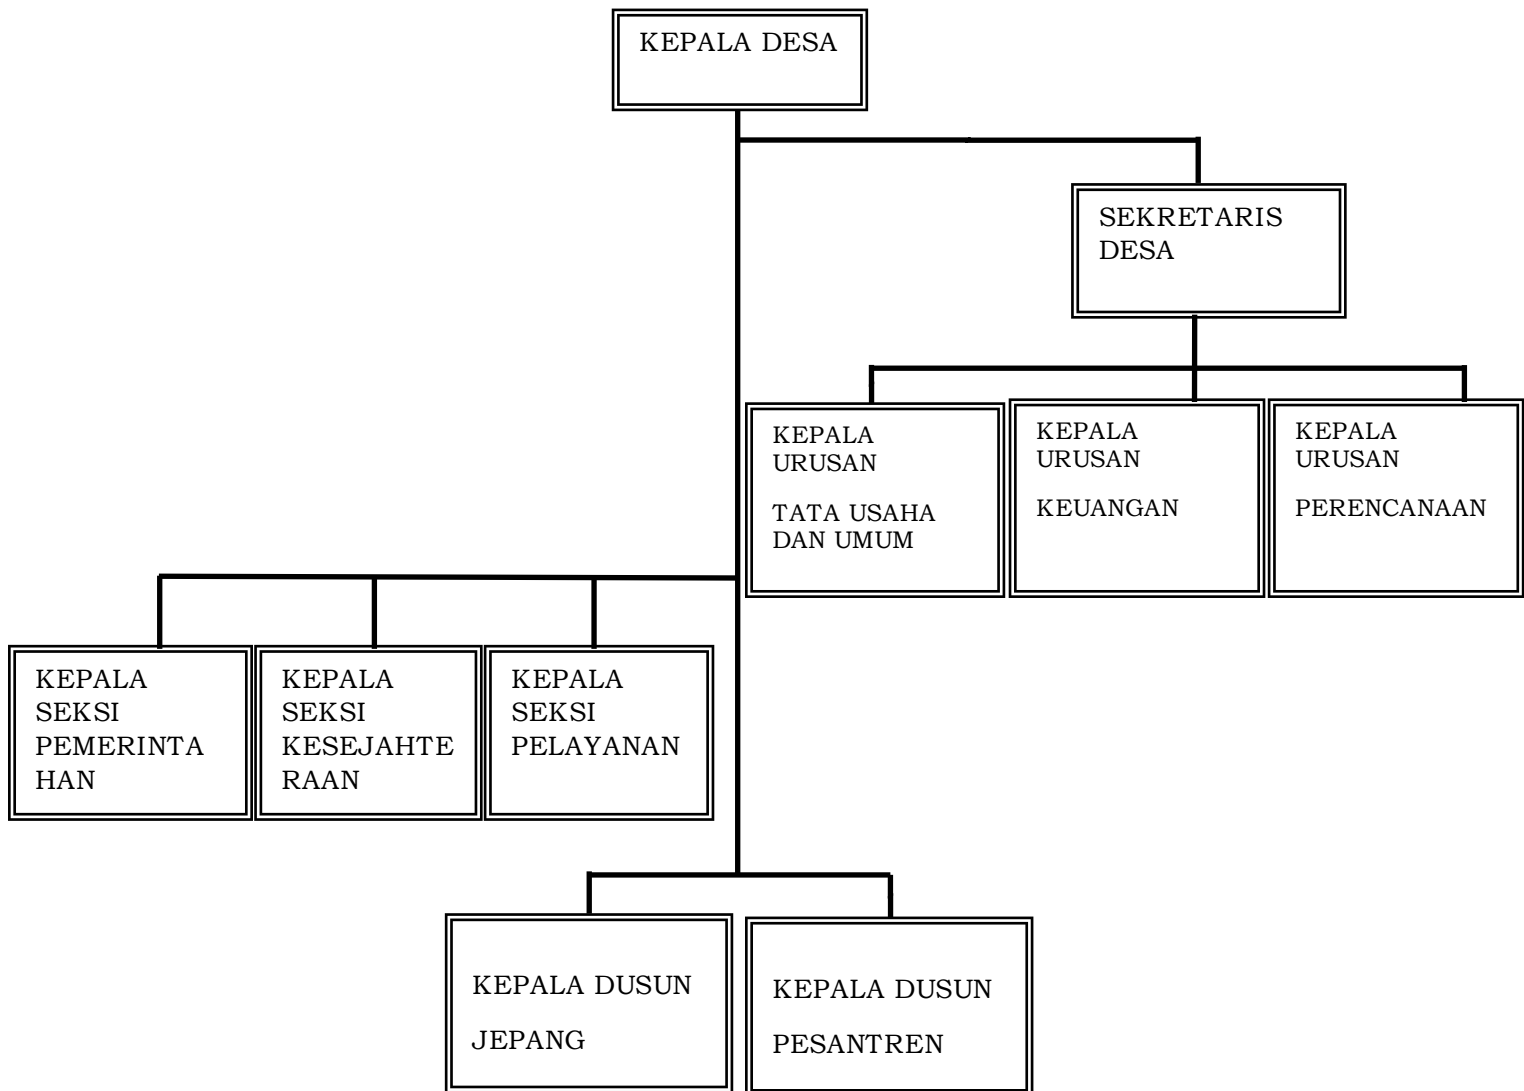 KEPALA DESA
SEKRETARIS
DESA
KEPALA
URUSAN
TATA USAHA
DAN UMUM
KEPALA
URUSAN
KEUANGAN
KEPALA
URUSAN
PERENCANAAN
KEPALA
SEKSI
PEMERINTA
HAN
KEPALA
SEKSI
KESEJAHTE
RAAN
KEPALA
SEKSI
PELAYANAN
KEPALA DUSUN
JEPANG
KEPALA DUSUN
PESANTREN